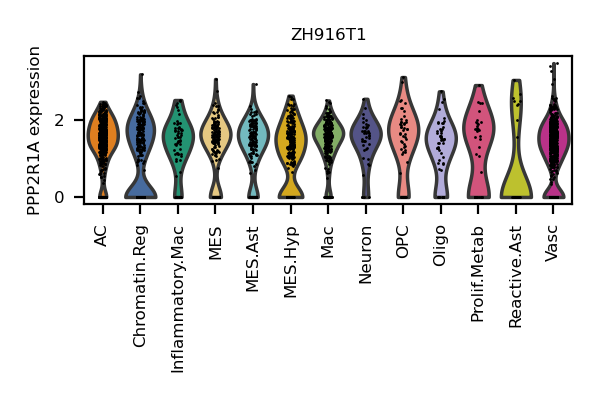 ZH916T1
PPP2R1A expression
2
0
AC
Chromatin.Reg
Inflammatory.Mac
MES
MES.Ast
MES.Hyp
Mac
Neuron
OPC
Oligo
Prolif.Metab
Reactive.Ast
Vasc